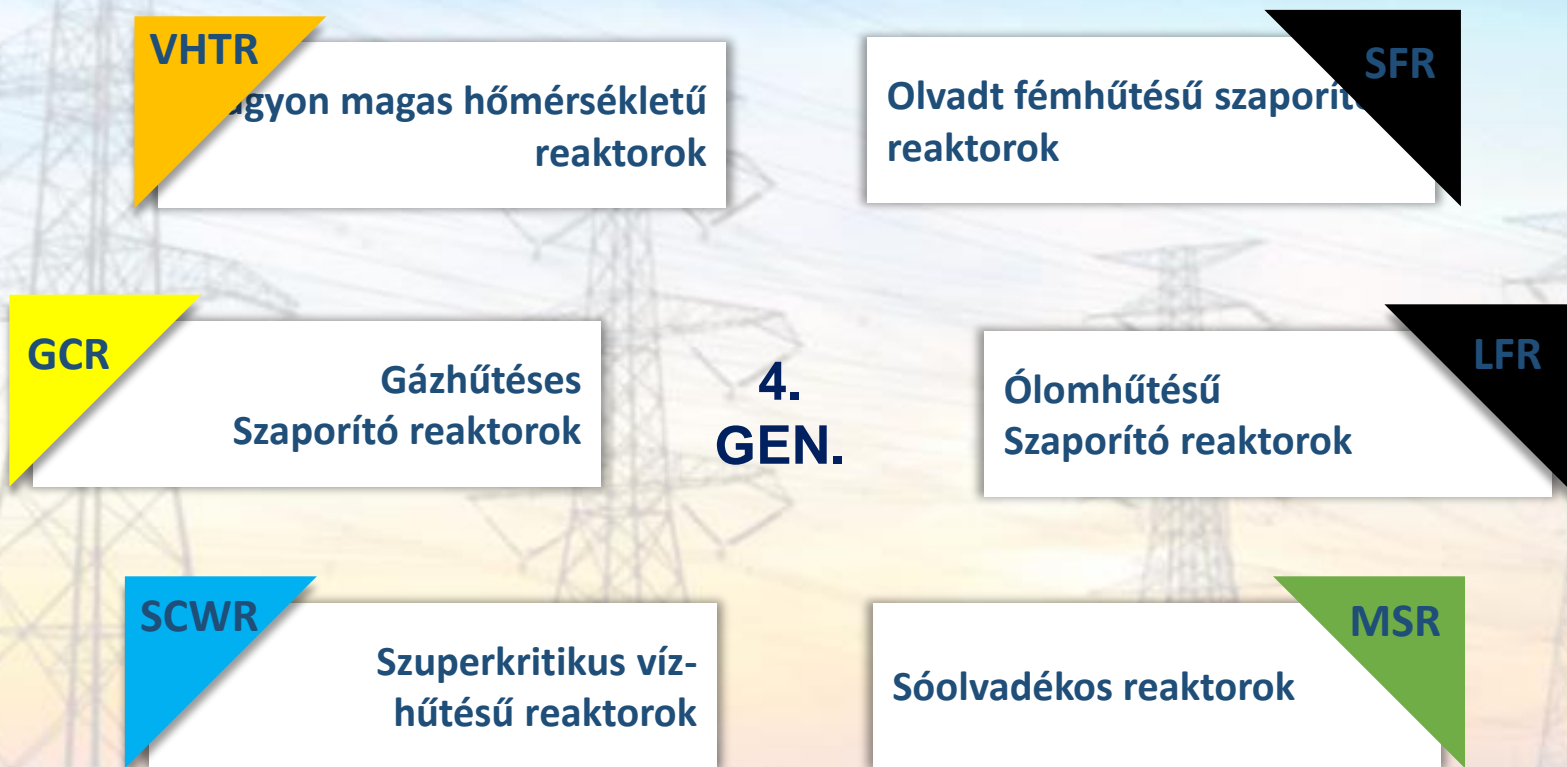 VHTR
agyon magas hőmérsékletű
reaktorok
SFR
Olvadt fémhűtésű szaporít
reaktorok
GCR
Gázhűtéses
Szaporító reaktorok
4.
GEN.
LFR
Ólomhűtésű
Szaporító reaktorok
SCWR
Szuperkritikus víz-
hűtésű reaktorok
MSR
Sóolvadékos reaktorok